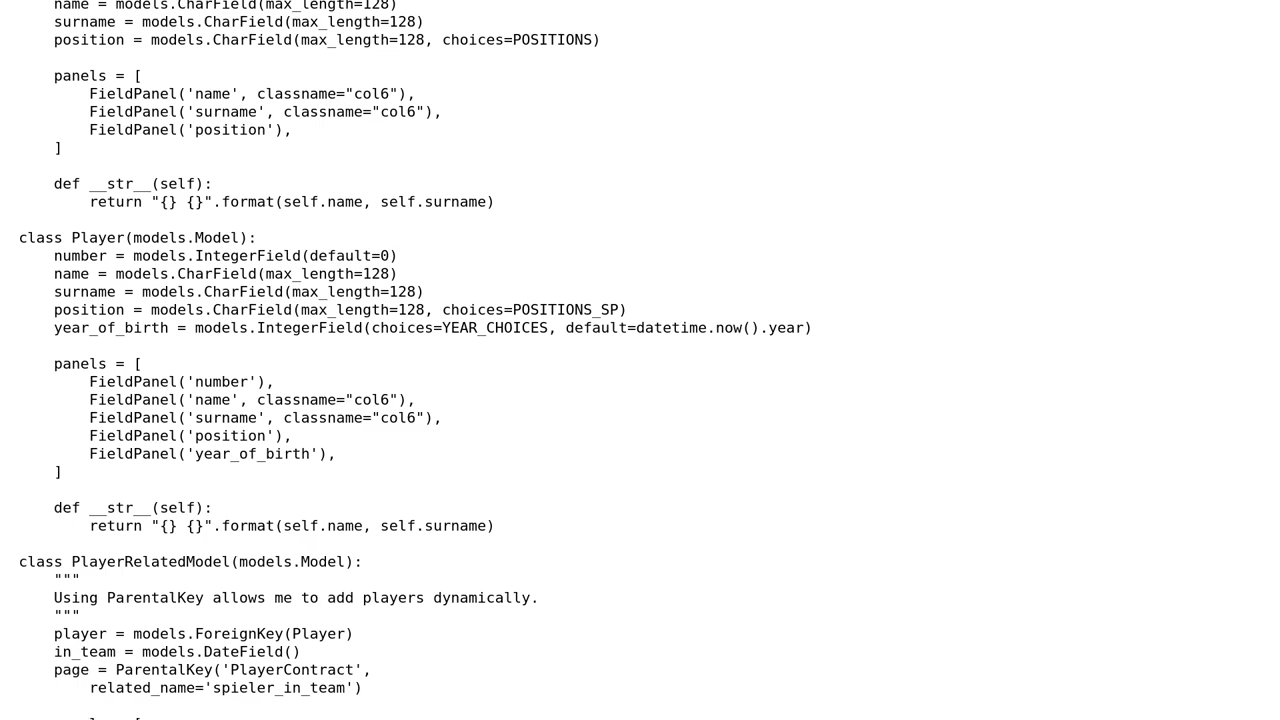 name = models.CharField(max_length=128)
surname = models.CharField(max_length=128)
position = models.CharField(max_length=128, choices=POSITIONS)
panels = [
FieldPanel('name', classname="col6"),
FieldPanel('surname', classname="col6"),
FieldPanel('position'),
]
def __str__(self):
return "{} {}".format(self.name, self.surname)
class Player(models.Model):
number = models.IntegerField(default=0)
name = models.CharField(max_length=128)
surname = models.CharField(max_length=128)
position = models.CharField(max_length=128, choices=POSITIONS_SP)
year_of_birth = models.IntegerField(choices=YEAR_CHOICES, default=datetime.now().year)
panels = [
FieldPanel('number'),
FieldPanel('name', classname="col6"),
FieldPanel('surname', classname="col6"),
FieldPanel('position'),
FieldPanel('year_of_birth'),
]
def __str__(self):
return "{} {}".format(self.name, self.surname)
class PlayerRelatedModel(models.Model):
"""
Using ParentalKey allows me to add players dynamically.
"""
player = models.ForeignKey(Player)
in_team = models.DateField()
page = ParentalKey('PlayerContract',
related_name='spieler_in_team')